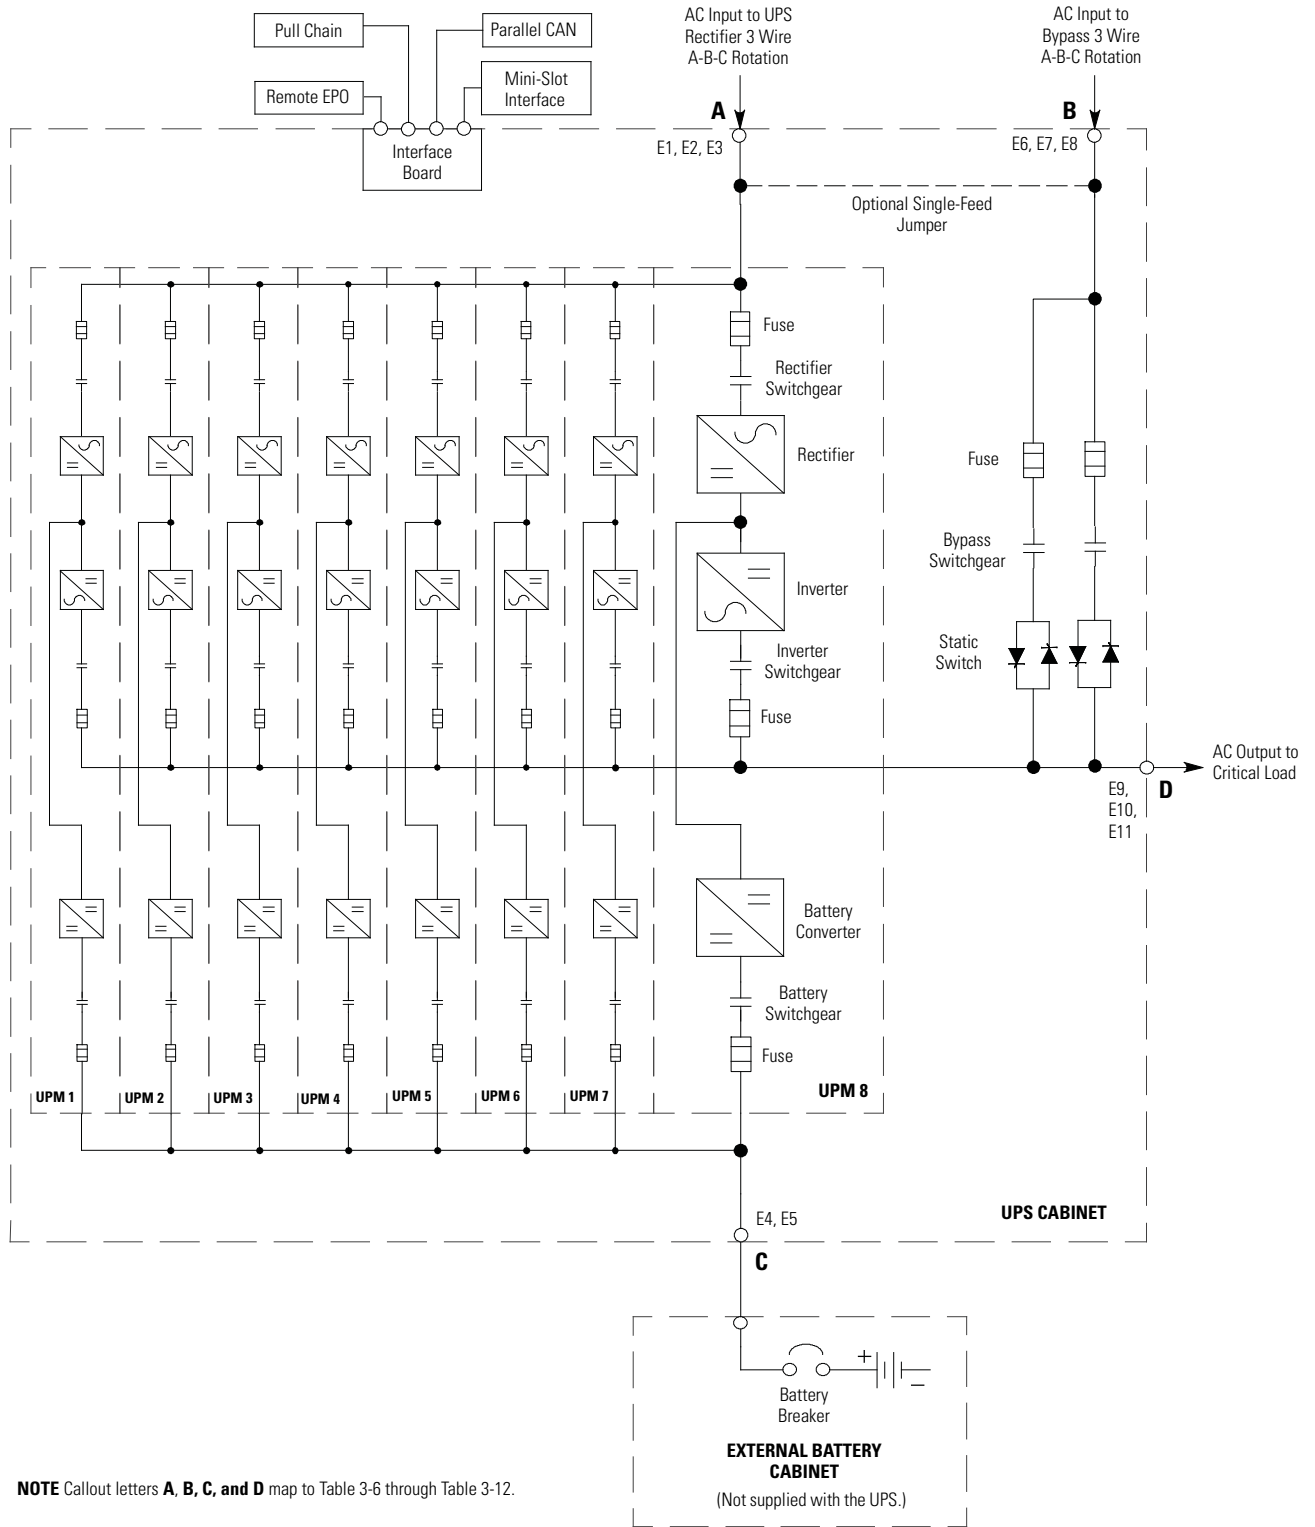 Pull Chain
Parallel CAN
Remote EPO
Mini-Slot
Interface
Interface
Board
AC Input to UPS
Rectifier 3 Wire
A-B-C Rotation
AC Input to
Bypass 3 Wire
A-B-C Rotation
A
B
E1, E2, E3
E6, E7, E8
Optional Single-Feed
Jumper
Fuse
Rectifier
Switchgear
Rectifier
Inverter
Inverter
Switchgear
Fuse
Fuse
Bypass
Switchgear
Static
Switch
AC Output to
Critical Load
D
E9,
E10,
E11
Battery
Converter
Battery
Switchgear
Fuse
UPM 1
UPM 2
UPM 3
UPM 4
UPM 5
UPM 6
UPM 7
UPM 8
E4, E5
UPS CABINET
C
+
−
Battery
Breaker
EXTERNAL BATTERY
CABINET
(Not supplied with the UPS.)
NOTE Callout letters A, B, C, and D map to Table 3-6 through Table 3-12.